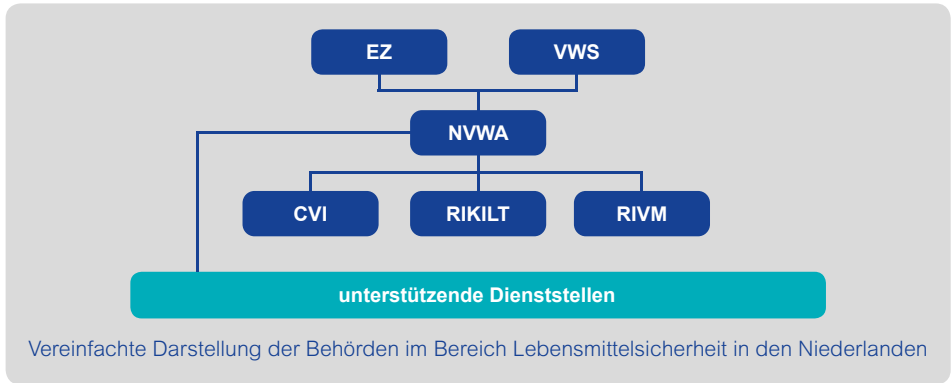 EZ VWS
NVWA
CVI RIKILT RIVM
unterstützende Dienststellen
Vereinfachte Darstellung der Behörden im Bereich Lebensmittelsicherheit in den Niederlanden